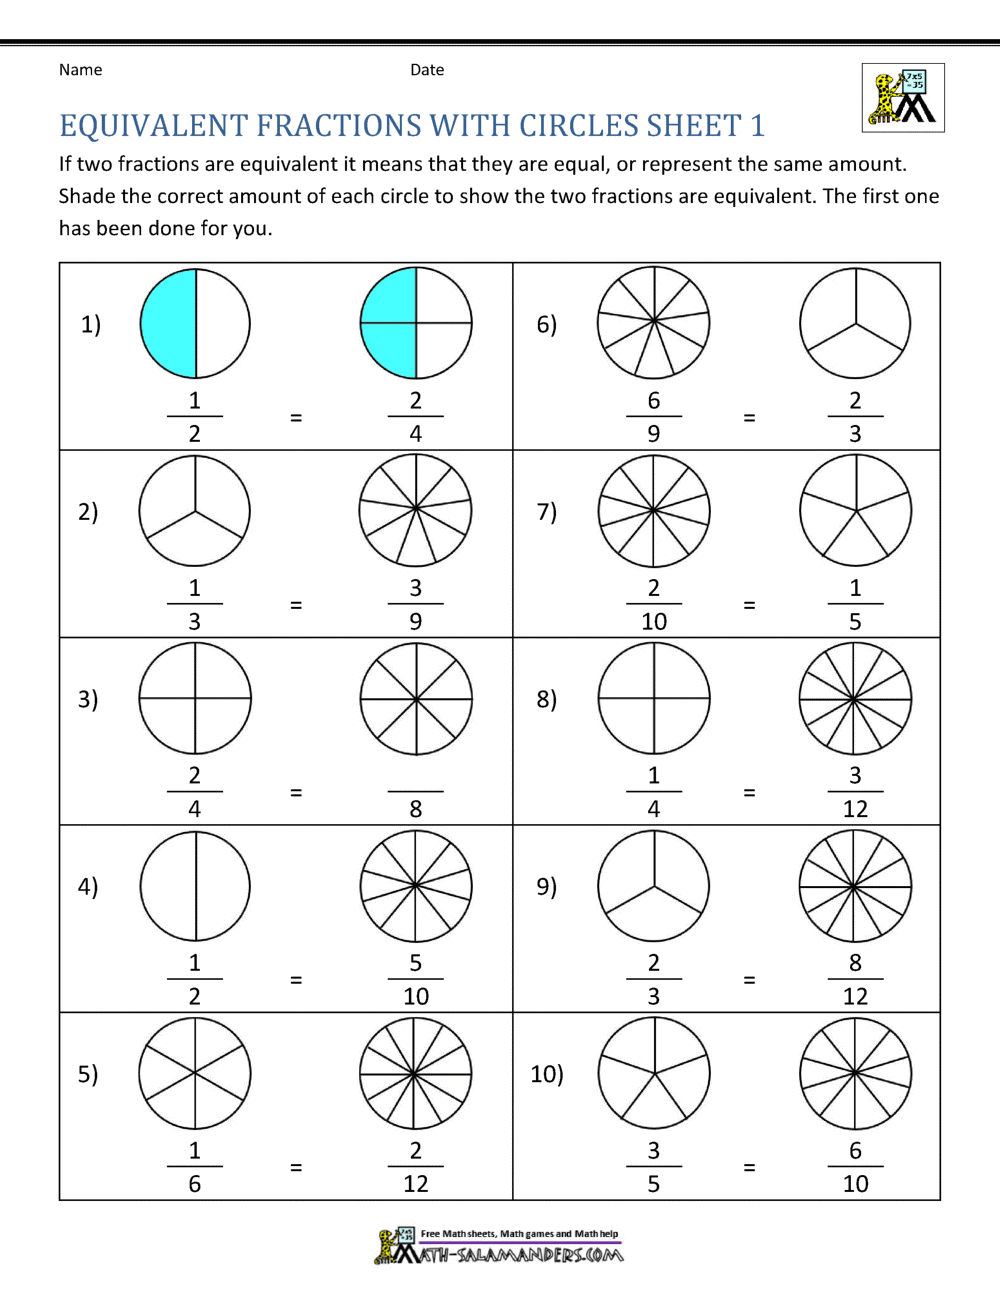 Name Date
7x5
=35
EQUIVALENT FRACTIONS WITH CIRCLES SHEET 1
If two fractions are equivalent it means that they are equal, or represent the same amount.
Shade the correct amount of each circle to show the two fractions are equivalent. The first one
has been done for you.
1)
1/2 = 2/4
6)
6/9 = 2/3
2)
1/3 = 3/9
7)
2/10 = 1/5
3)
2/4 = /8
8)
1/4 = 3/12
4)
1/2 = 5/10
9)
2/3 = 8/12
5)
1/6 = 2/12
10)
3/5 = 6/10
Free Math sheets, Math games and Math help
MATH-SALAMANDERS.COM